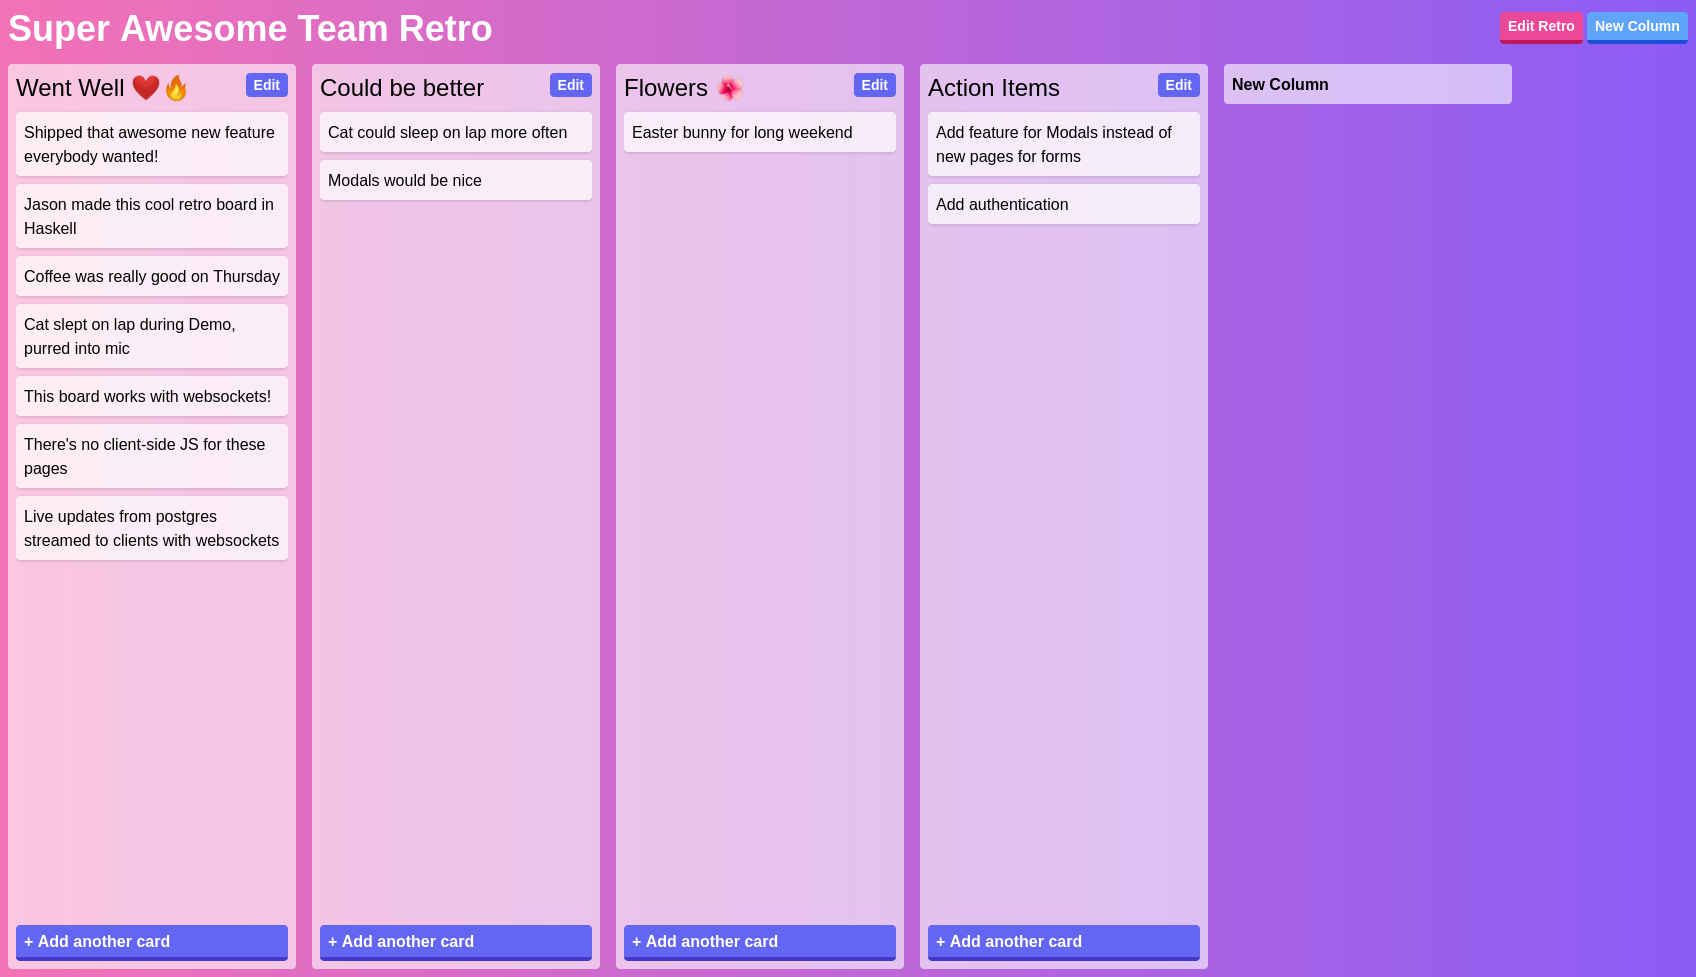 Super Awesome Team Retro
Edit Retro
New Column
Went Well ❤️🔥
Edit
Shipped that awesome new feature
everybody wanted!
Jason made this cool retro board in
Haskell
Coffee was really good on Thursday
Cat slept on lap during Demo,
purred into mic
This board works with websockets!
There's no client-side JS for these
pages
Live updates from postgres
streamed to clients with websockets
+ Add another card
Could be better
Edit
Cat could sleep on lap more often
Modals would be nice
+ Add another card
Flowers 🌺
Edit
Easter bunny for long weekend
+ Add another card
Action Items
Edit
Add feature for Modals instead of
new pages for forms
Add authentication
+ Add another card
New Column